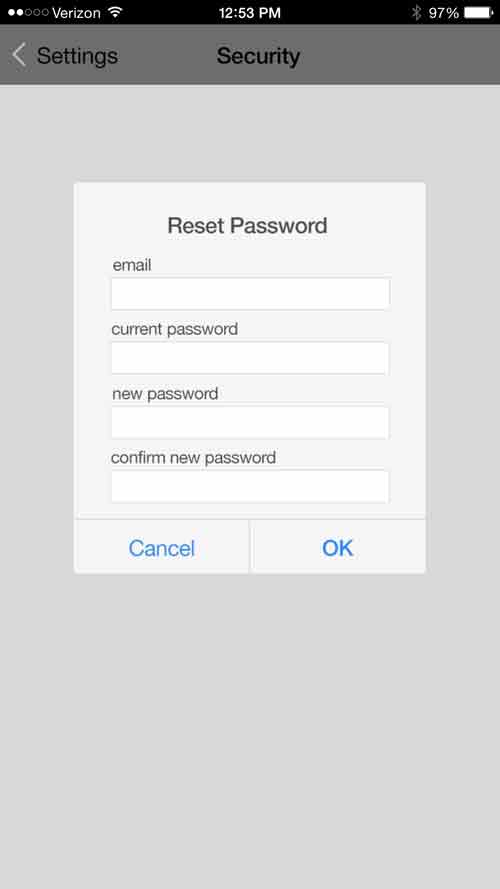 Verizon 12:53 PM 97%
Settings Security
Reset Password
email
current password
new password
confirm new password
Cancel OK